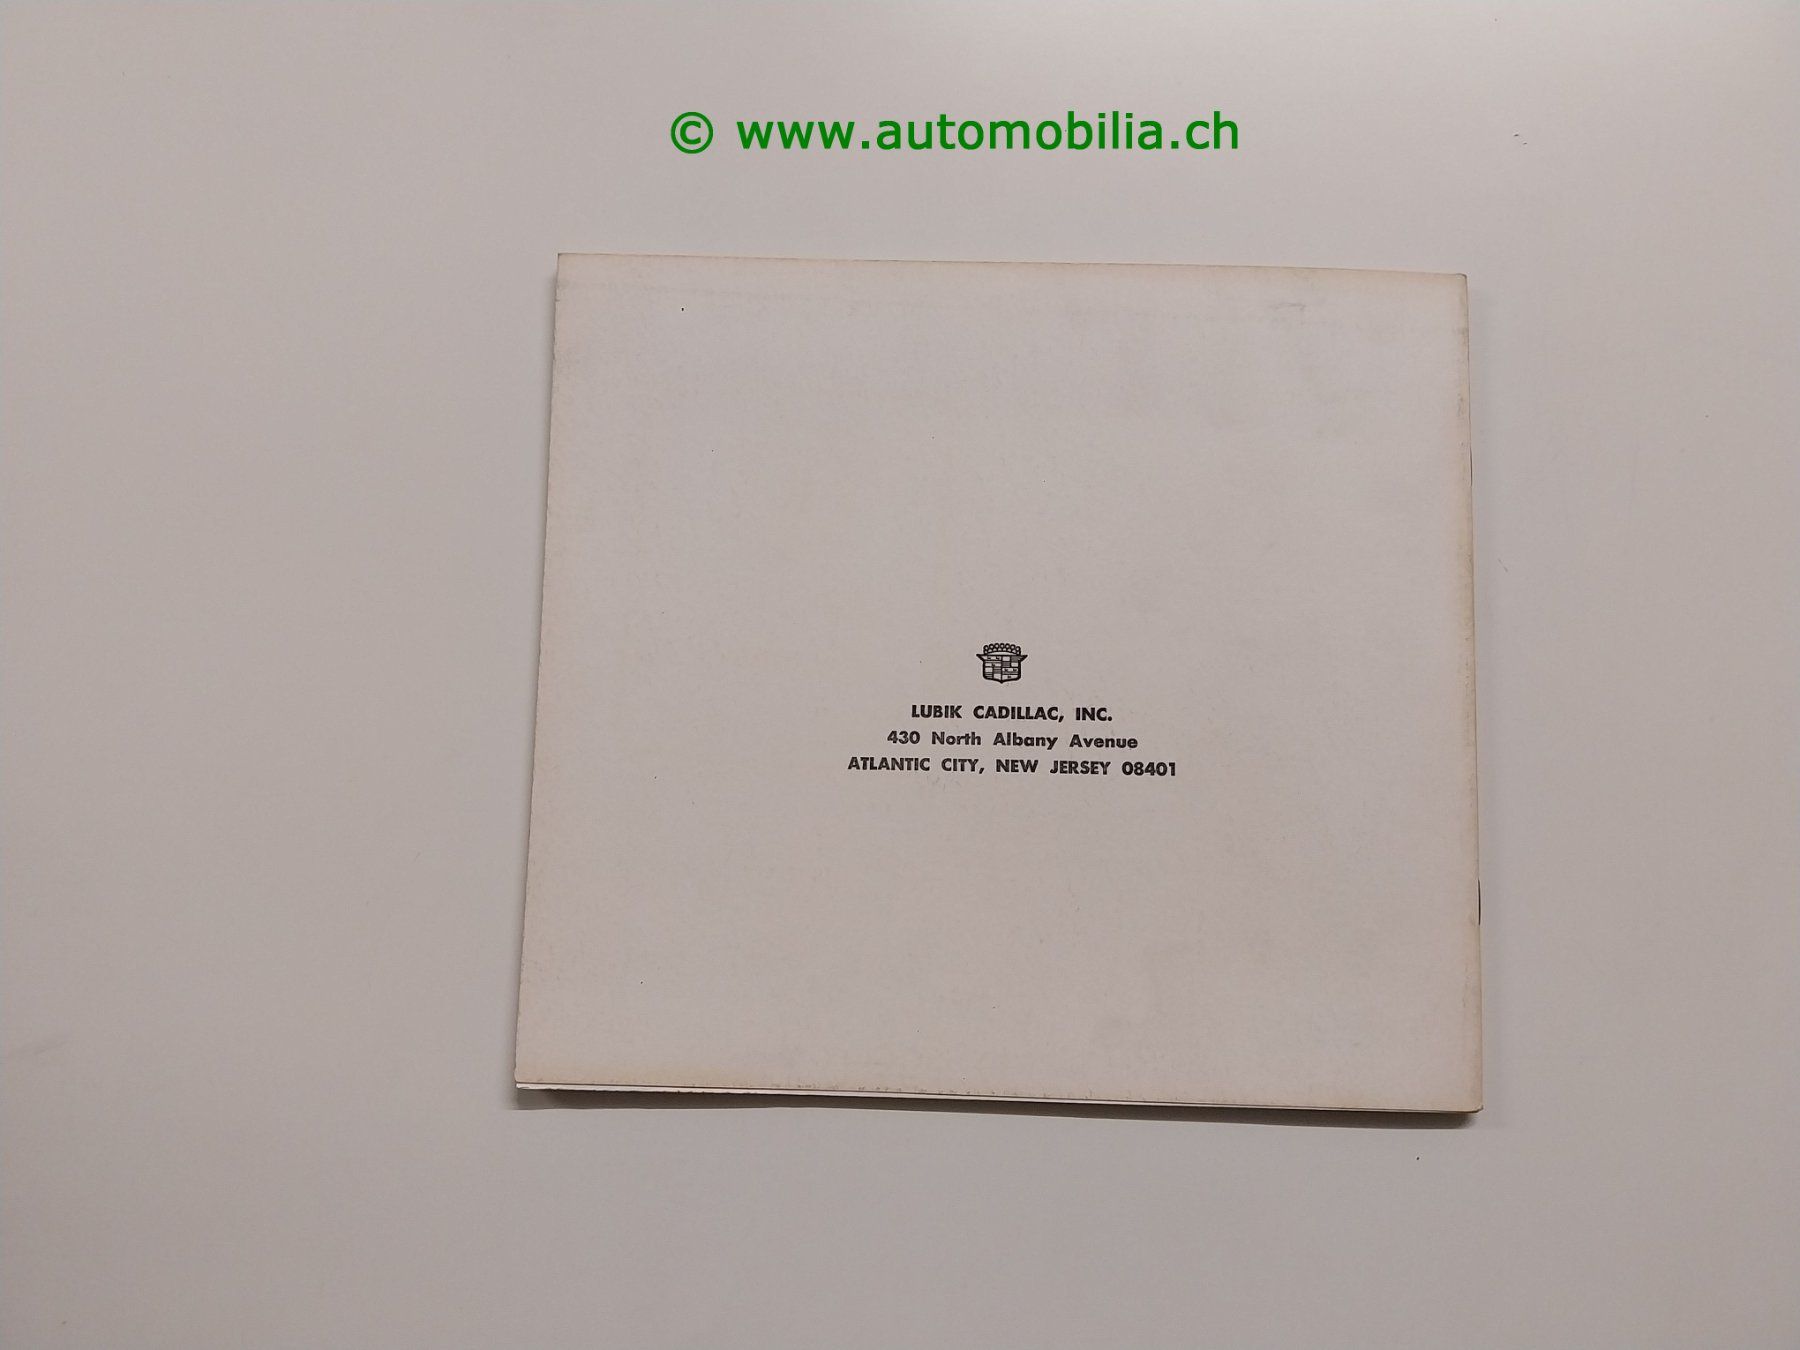 © www.automobilia.ch
LUBIK CADILLAC, INC.
430 North Albany Avenue
ATLANTIC CITY, NEW JERSEY 08401